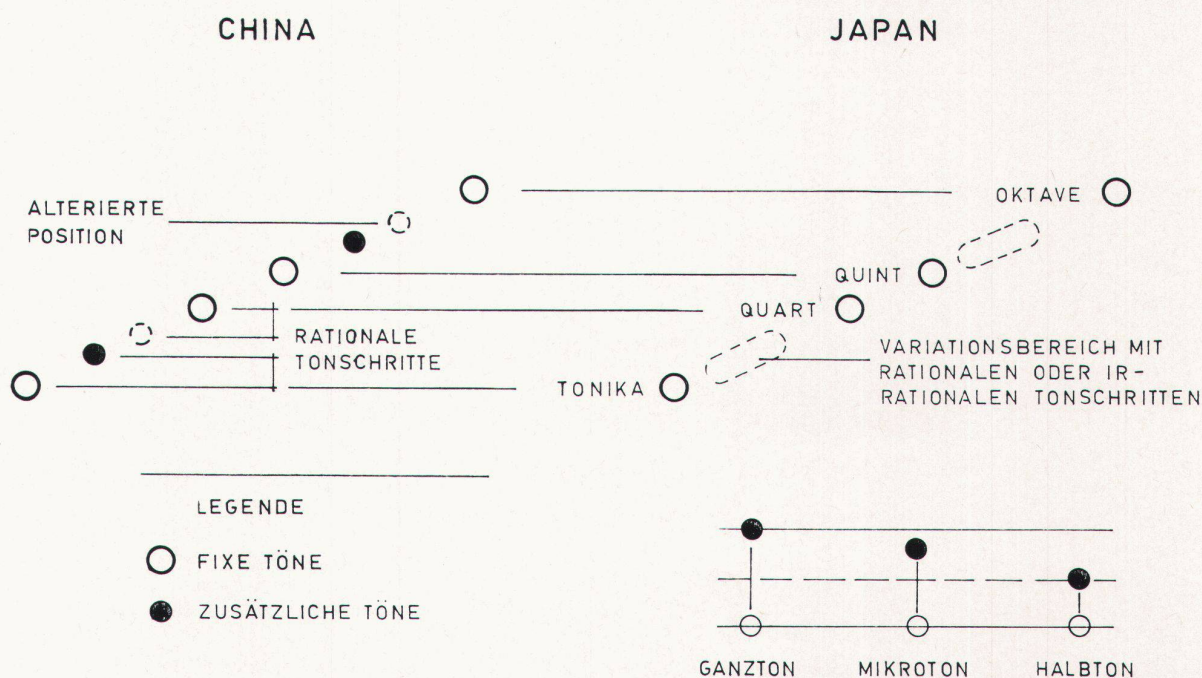 CHINA
JAPAN
ALTERIERTE
POSITION
OKTAVE
QUINT
QUART
RATIONALE
TONSCHRITTE
VARIATIONSBEREICH MIT
RATIONALEN ODER IR-
RATIONALEN TONSCHRITTEN
TONIKA
LEGENDE
FIXE TÖNE
ZUSÄTZLICHE TÖNE
GANZTON
MIKROTON
HALBTON